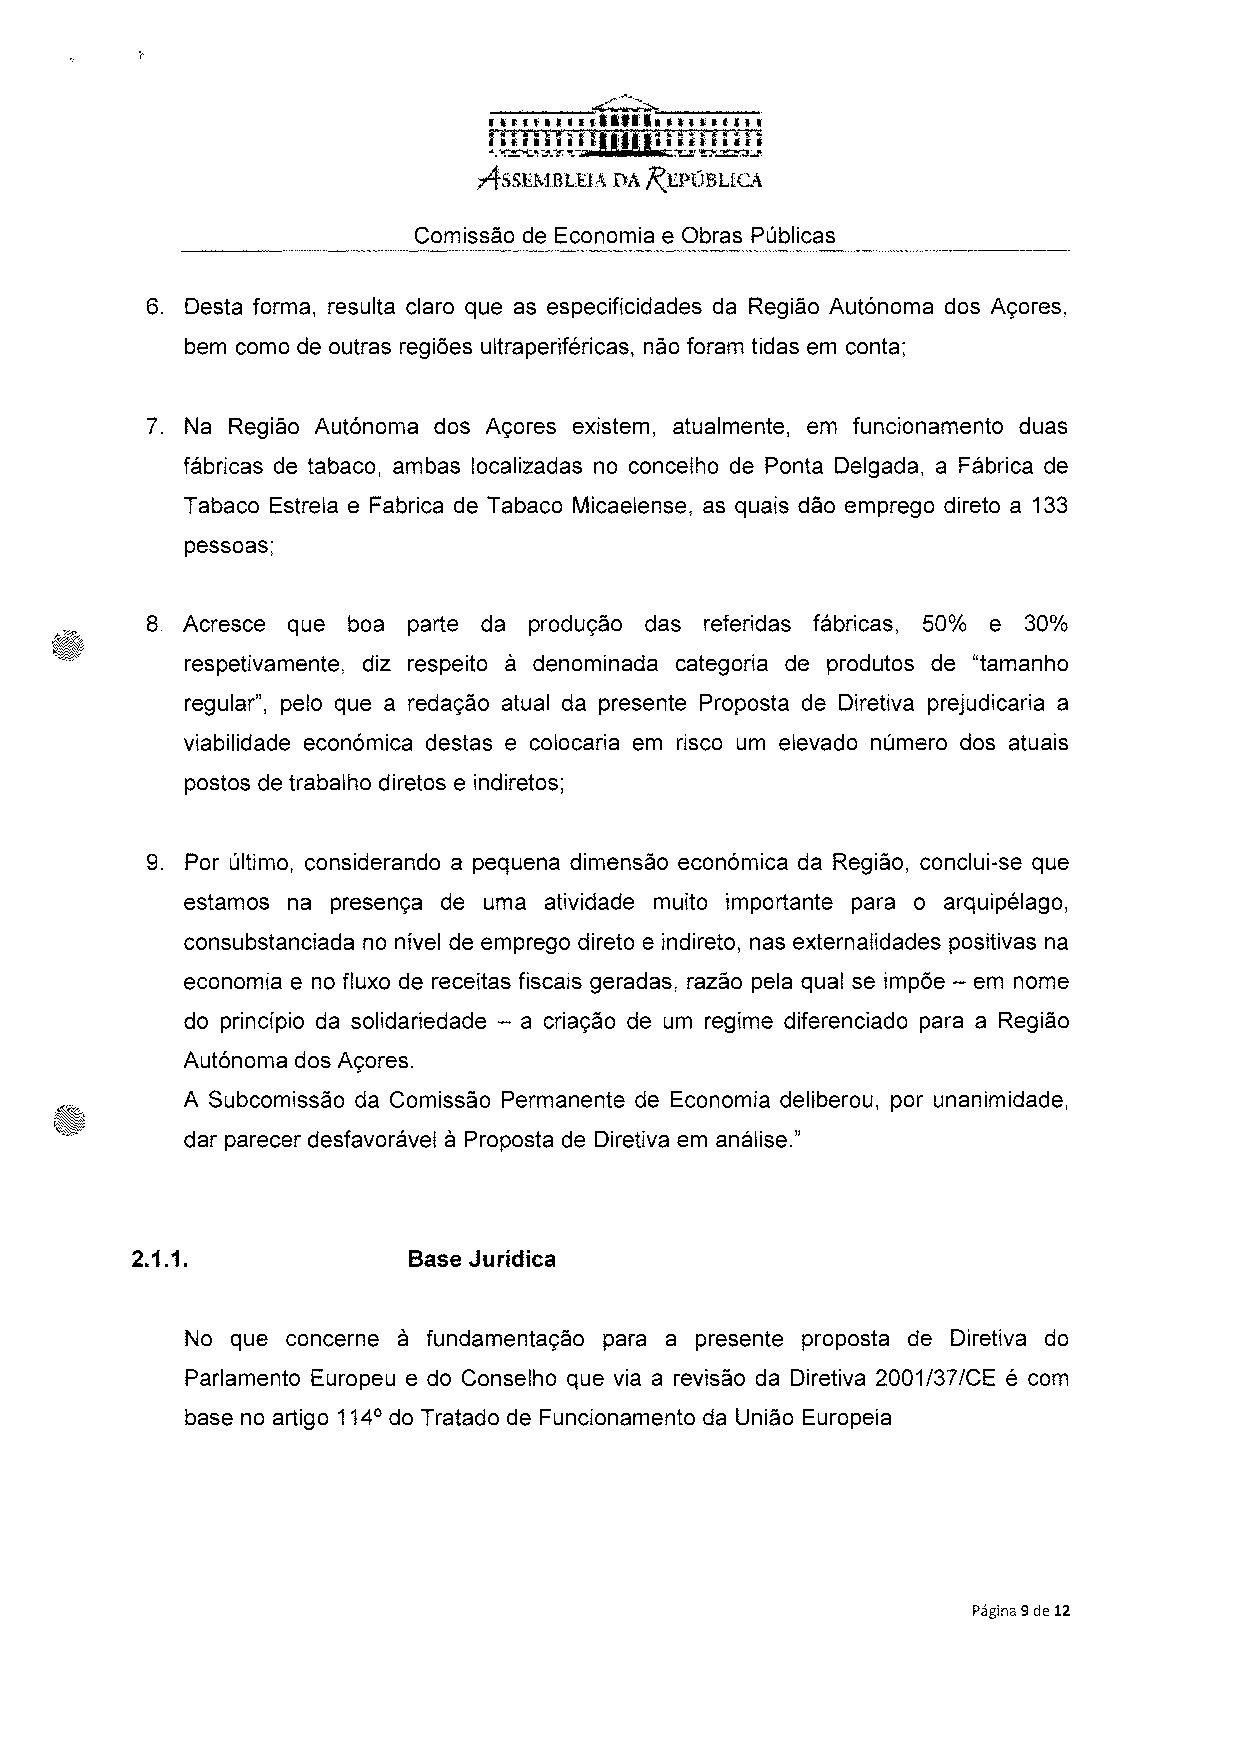 ASSEMBLEIA DA REPÚBLICA
Comissão de Economia e Obras Públicas
6. Desta forma, resulta claro que as especificidades da Região Autónoma dos Açores,
bem como de outras regiões ultraperiféricas, não foram tidas em conta;
7. Na Região Autónoma dos Açores existem, atualmente, em funcionamento duas
fábricas de tabaco, ambas localizadas no concelho de Ponta Delgada, a Fábrica de
Tabaco Estrela e Fabrica de Tabaco Micaelense, as quais dão emprego direto a 133
pessoas;
8. Acresce que boa parte da produção das referidas fábricas, 50% e 30%
respetivamente, diz respeito à denominada categoria de produtos de “tamanho
regular”, pelo que a redação atual da presente Proposta de Diretiva prejudicaria a
viabilidade económica destas e colocaria em risco um elevado número dos atuais
postos de trabalho diretos e indiretos;
9. Por último, considerando a pequena dimensão económica da Região, conclui-se que
estamos na presença de uma atividade muito importante para o arquipélago,
consubstanciada no nível de emprego direto e indireto, nas externalidades positivas na
economia e no fluxo de receitas fiscais geradas, razão pela qual se impõe – em nome
do princípio da solidariedade – a criação de um regime diferenciado para a Região
Autónoma dos Açores.
A Subcomissão da Comissão Permanente de Economia deliberou, por unanimidade,
dar parecer desfavorável à Proposta de Diretiva em análise.”
2.1.1. Base Jurídica
No que concerne à fundamentação para a presente proposta de Diretiva do
Parlamento Europeu e do Conselho que via a revisão da Diretiva 2001/37/CE é com
base no artigo 114º do Tratado de Funcionamento da União Europeia
Página 9 de 12